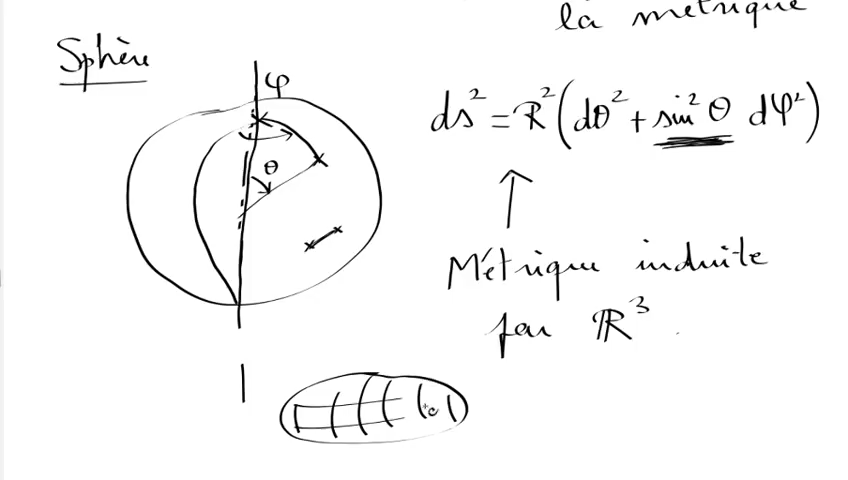 la métrique
Sphère
φ
θ
ds² = R²(dθ² + sin²θ dφ²)
Métrique induite
par ℝ³